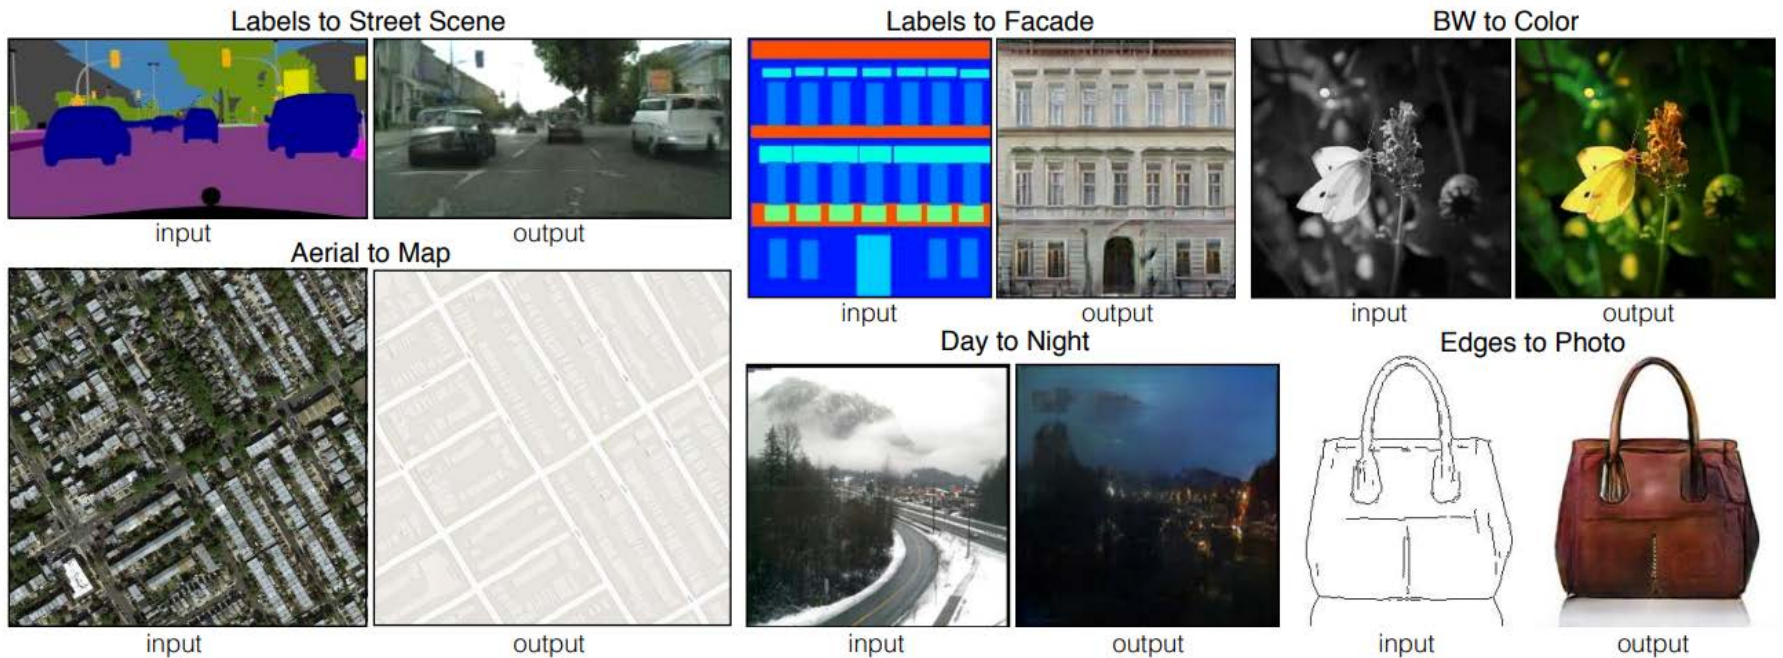 Labels to Street Scene
input
output
Aerial to Map
input
output
Labels to Facade
input
output
BW to Color
input
output
Day to Night
input
output
Edges to Photo
input
output